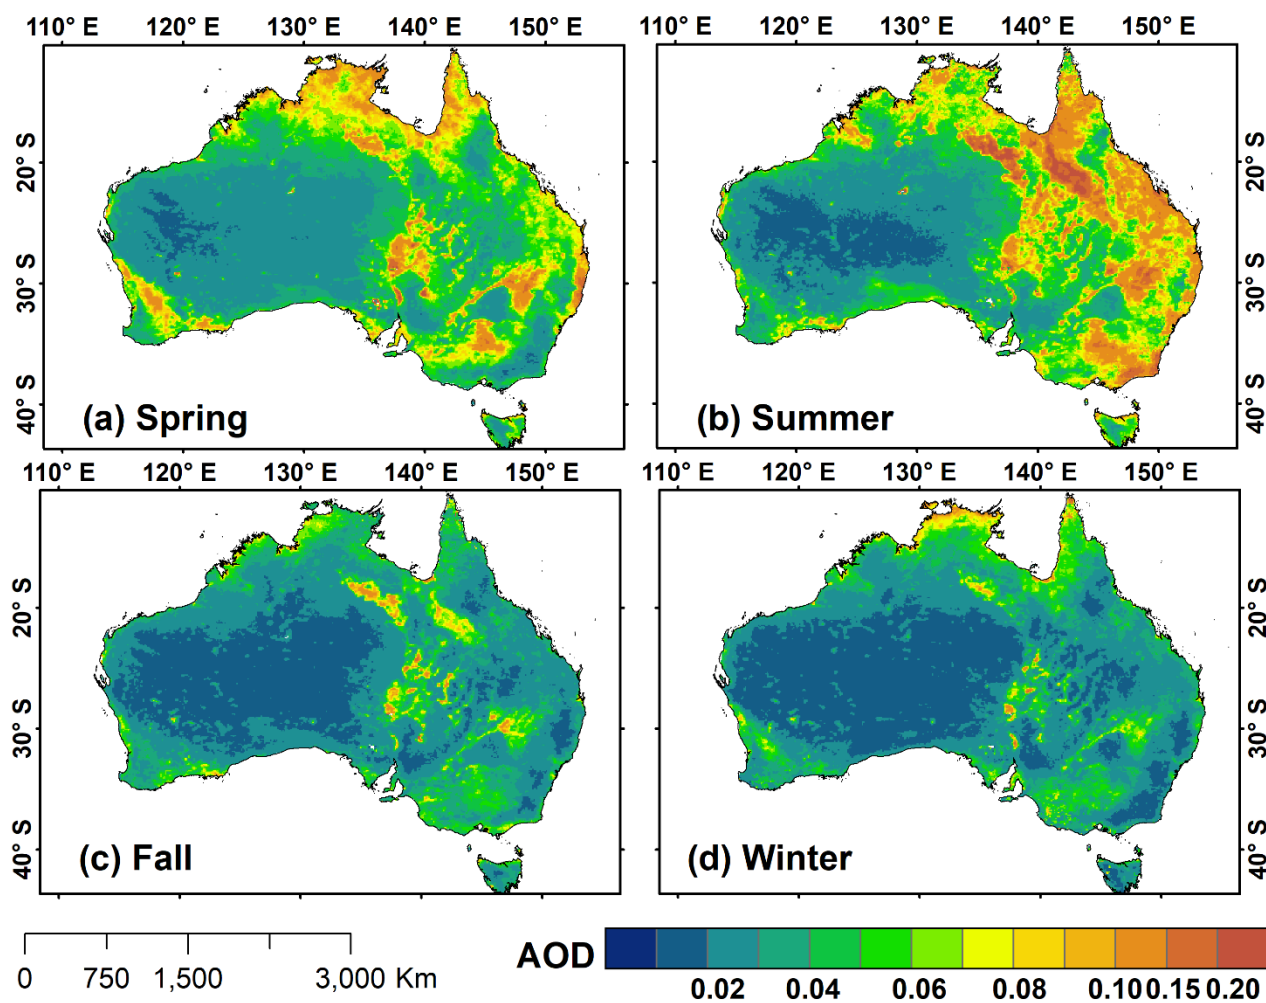 110° E 120° E 130° E 140° E 150° E
110° E 120° E 130° E 140° E 150° E
20° S
30° S
40° S
20° S
30° S
40° S
(a) Spring
(b) Summer
110° E 120° E 130° E 140° E 150° E
110° E 120° E 130° E 140° E 150° E
20° S
30° S
40° S
20° S
30° S
40° S
(c) Fall
(d) Winter
0 750 1,500 3,000 Km
AOD
0.02 0.04 0.06 0.08 0.10 0.15 0.20